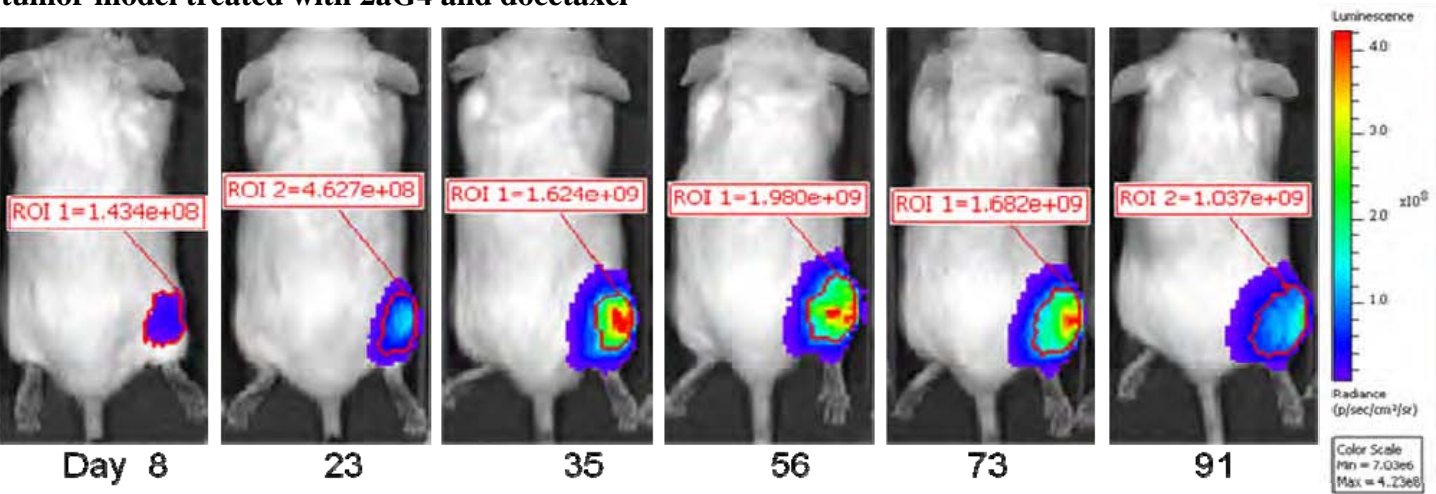 tumor model treated with 2aG4 and docetaxel
Luminescence
4.0
3.0
2.0
x10⁸
1.0
ROI 1=1.434e+08
ROI 2=4.627e+08
ROI 1=1.624e+09
ROI 1=1.980e+09
ROI 1=1.682e+09
ROI 2=1.037e+09
Radiance
(p/sec/cm²/sr)
Color Scale
Min = 7.03e6
Max = 4.23e8
Day 8 23 35 56 73 91